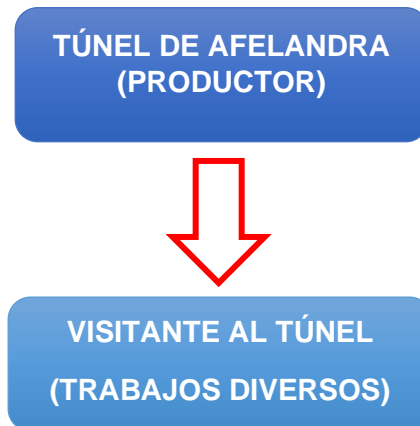 TÚNEL DE AFELANDRA
(PRODUCTOR)
VISITANTE AL TÚNEL
(TRABAJOS DIVERSOS)